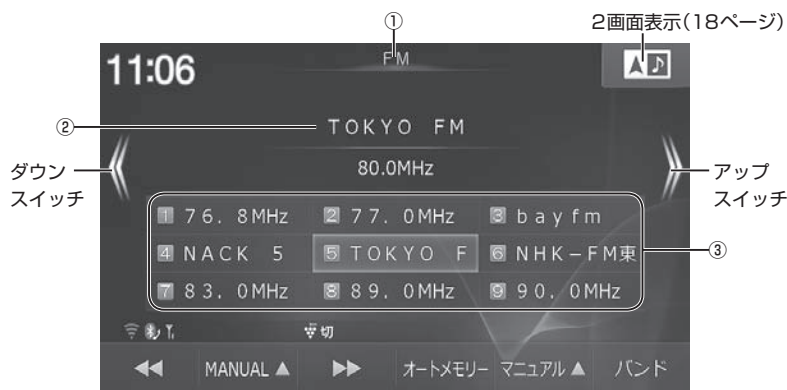 ①
2画面表示(18ページ)
11:06
FM
②
TOKYO FM
80.0MHz
ダウン
スイッチ
アップ
スイッチ
1 76.8MHz 2 77.0MHz 3 bayfm
4 NACK 5 5 TOKYO F 6 NHK-FM東
③
7 83.0MHz 8 89.0MHz 9 90.0MHz
切
◀◀ MANUAL ▲ ▶▶ オートメモリー マニュアル ▲ バンド